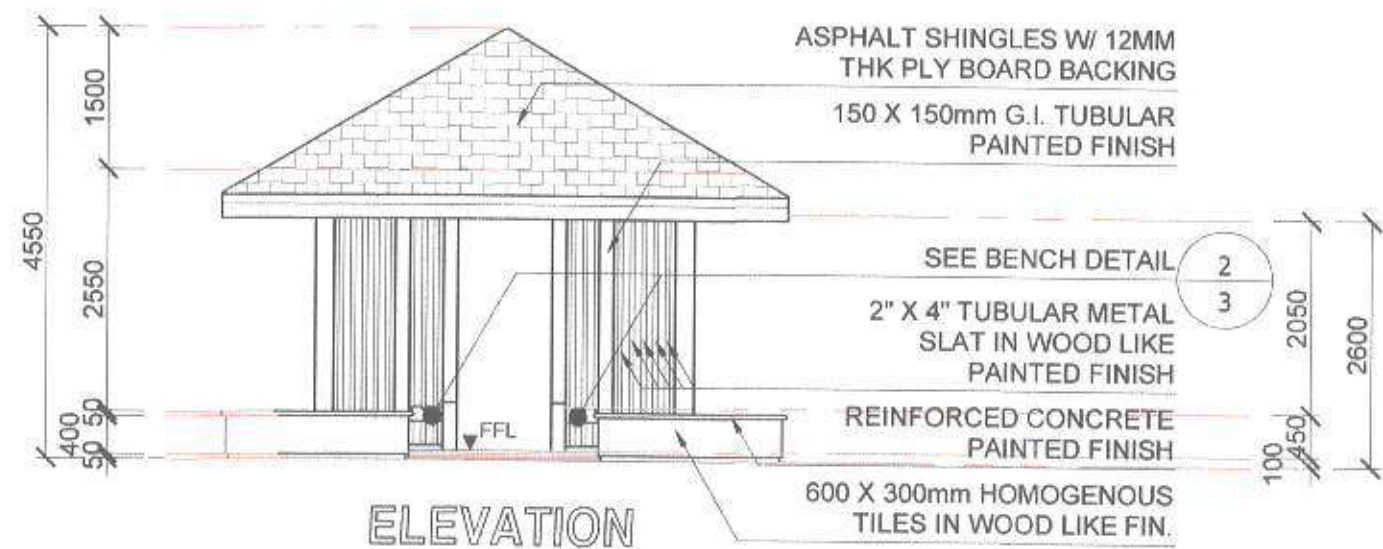 ASPHALT SHINGLES W/ 12MM
THK PLY BOARD BACKING
150 X 150mm G.I. TUBULAR
PAINTED FINISH
SEE BENCH DETAIL
2
3
2" X 4" TUBULAR METAL
SLAT IN WOOD LIKE
PAINTED FINISH
REINFORCED CONCRETE
PAINTED FINISH
600 X 300mm HOMOGENOUS
TILES IN WOOD LIKE FIN.
4550
1500
2550
50
400
50
FFL
2050
2600
450
100
ELEVATION